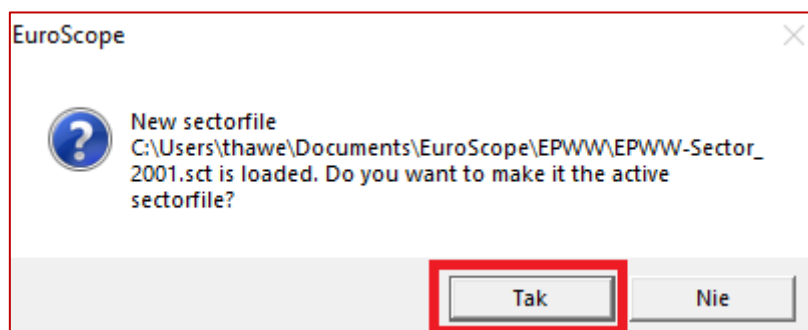 EuroScope
New sectorfile
C:\Users\thawe\Documents\EuroScope\EPWW\EPWW-Sector_
2001.sct is loaded. Do you want to make it the active
sectorfile?
Tak
Nie